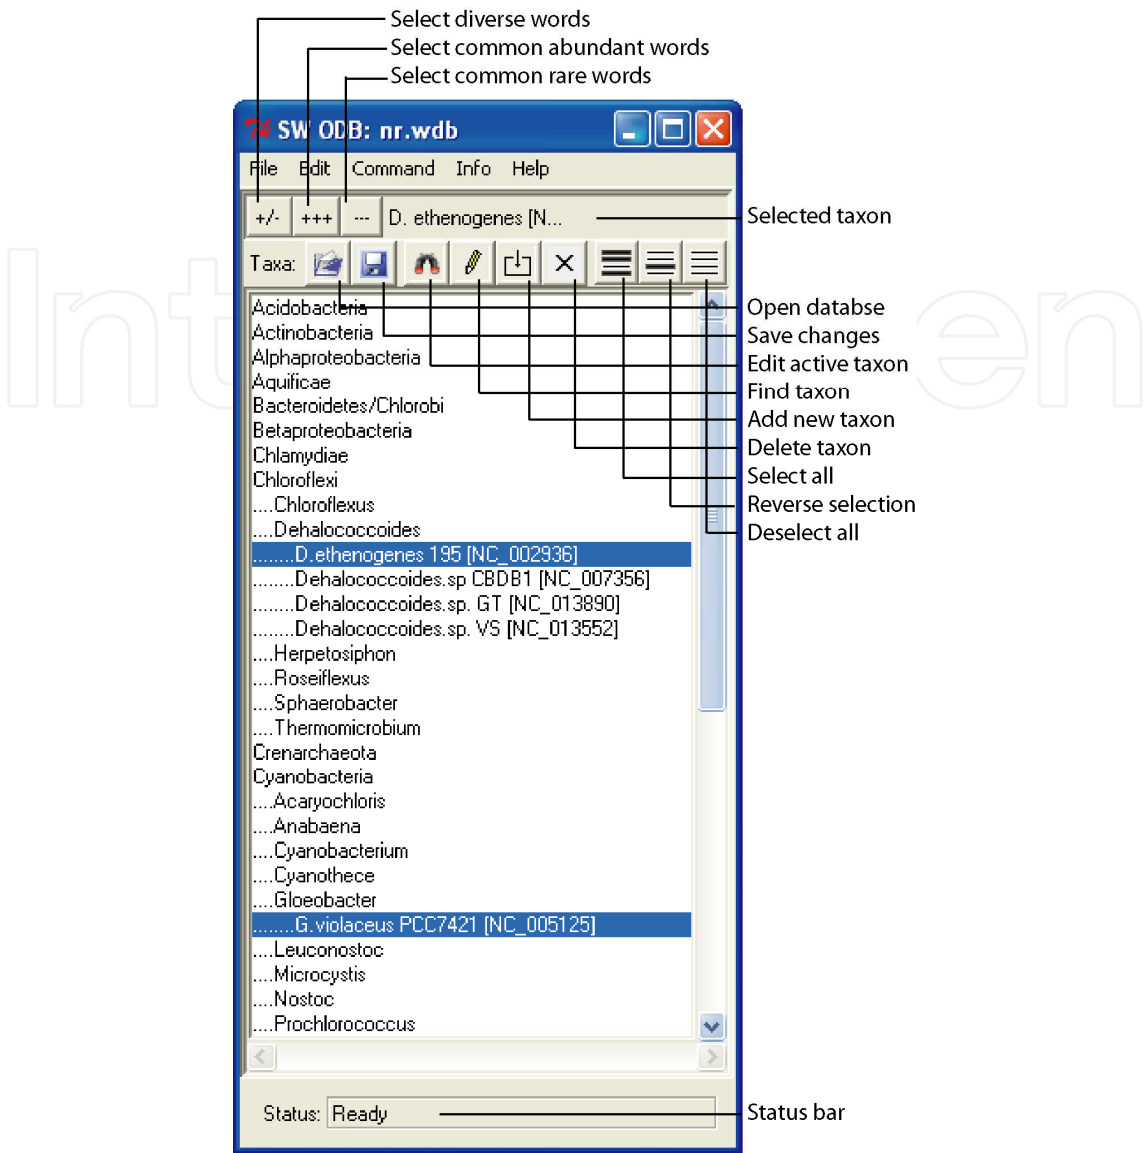 Select diverse words
Select common abundant words
Select common rare words
SW ODB: nr.wdb
File Edit Command Info Help
+/- +++ --- D. ethenogenes [N...
Selected taxon
Taxa:
Open databse
Save changes
Edit active taxon
Find taxon
Add new taxon
Delete taxon
Select all
Reverse selection
Deselect all
Acidobacteria
Actinobacteria
Alphaproteobacteria
Aquificae
Bacteroidetes/Chlorobi
Betaproteobacteria
Chlamydiae
Chloroflexi
....Chloroflexus
....Dehalococcoides
........D.ethenogenes 195 [NC_002936]
........Dehalococcoides.sp CBDB1 [NC_007356]
........Dehalococcoides.sp. GT [NC_013890]
........Dehalococcoides.sp. VS [NC_013552]
....Herpetosiphon
....Roseiflexus
....Sphaerobacter
....Thermomicrobium
Crenarchaeota
Cyanobacteria
....Acaryochloris
....Anabaena
....Cyanobacterium
....Cyanothece
....Gloeobacter
........G.violaceus PCC7421 [NC_005125]
....Leuconostoc
....Microcystis
....Nostoc
....Prochlorococcus
Status: Ready
Status bar